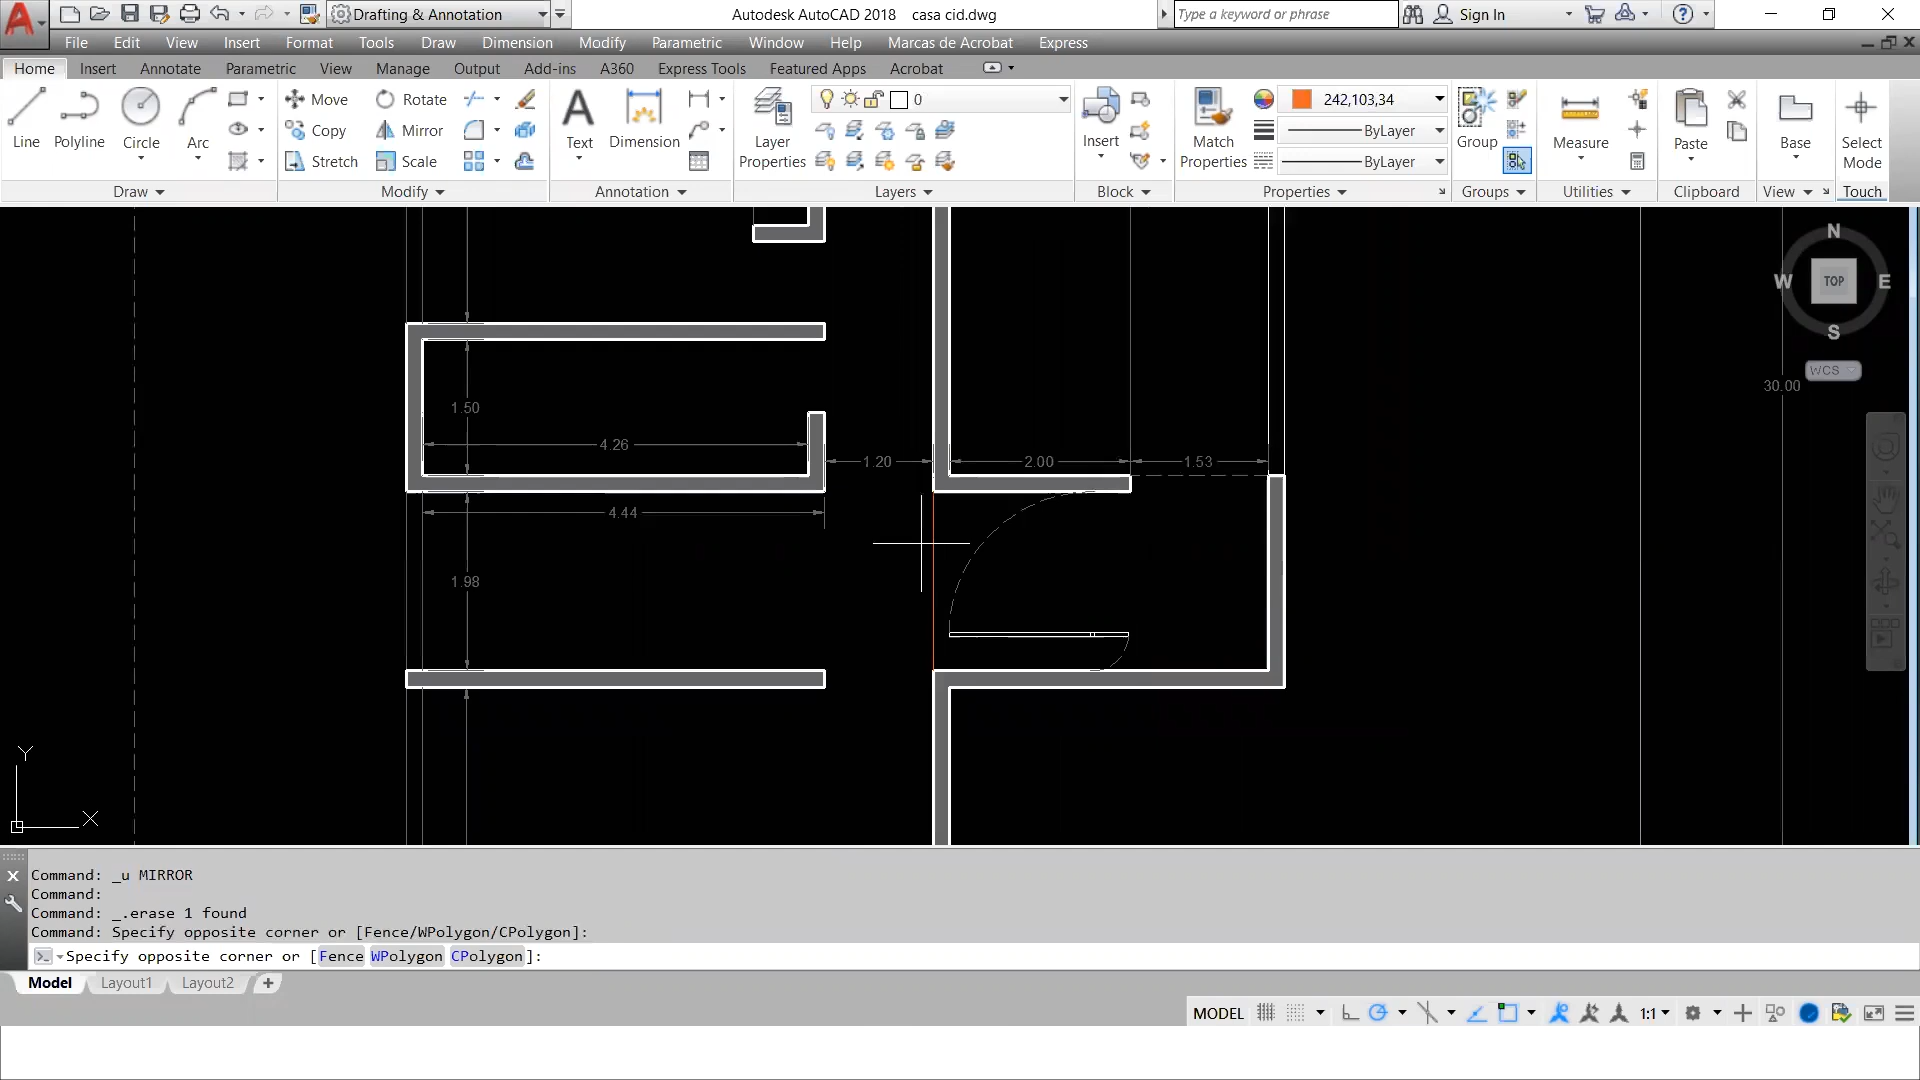 Drafting & Annotation
Autodesk AutoCAD 2018 casa cid.dwg
Type a keyword or phrase
Sign In
File Edit View Insert Format Tools Draw Dimension Modify Parametric Window Help Marcas de Acrobat Express
Home Insert Annotate Parametric View Manage Output Add-ins A360 Express Tools Featured Apps Acrobat
Line Polyline Circle Arc
Move Rotate
Copy Mirror
Stretch Scale
Text Dimension
Layer Properties
0
Insert
Match Properties
242,103,34
ByLayer
ByLayer
Group
Measure
Paste
Base
Select Mode
Draw Modify Annotation Layers Block Properties Groups Utilities Clipboard View Touch
N
W TOP E
S
WCS
30.00
1.50
4.26
1.20
2.00
1.53
4.44
1.98
Y
X
Command: _u MIRROR
Command:
Command: _.erase 1 found
Command: Specify opposite corner or [Fence/WPolygon/CPolygon]:
Specify opposite corner or [Fence WPolygon CPolygon]:
Model Layout1 Layout2 +
MODEL 1:1